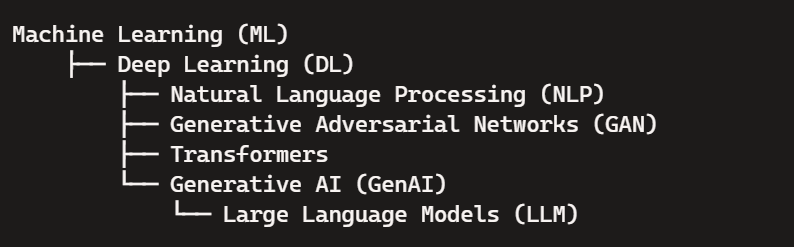 Machine Learning (ML)
├── Deep Learning (DL)
├── Natural Language Processing (NLP)
├── Generative Adversarial Networks (GAN)
├── Transformers
└── Generative AI (GenAI)
└── Large Language Models (LLM)